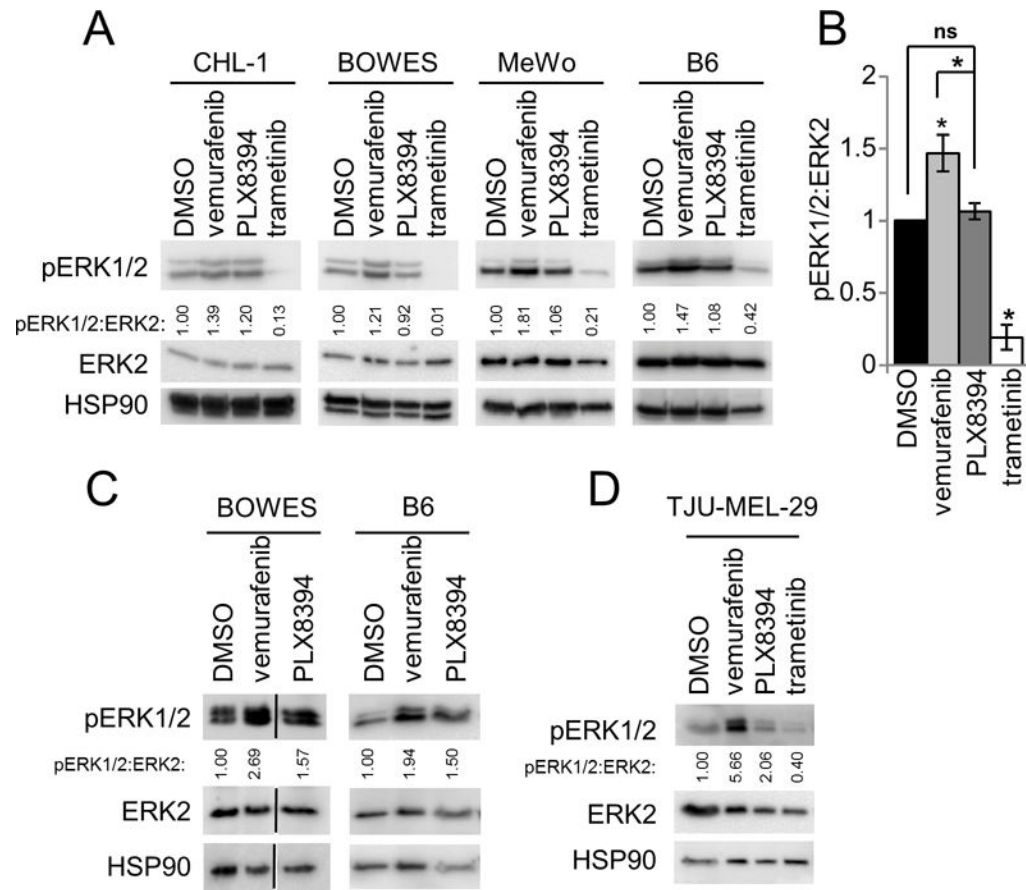 A
CHL-1 BOWES MeWo B6
DMSO vemurafenib PLX8394 trametinib DMSO vemurafenib PLX8394 trametinib DMSO vemurafenib PLX8394 trametinib DMSO vemurafenib PLX8394 trametinib
pERK1/2
pERK1/2:ERK2: 1.00 1.39 1.20 0.13 1.00 1.21 0.92 0.01 1.00 1.81 1.06 0.21 1.00 1.47 1.08 0.42
ERK2
HSP90
B
ns
*
*
*
pERK1/2:ERK2
2
1.5
1
0.5
0
DMSO vemurafenib PLX8394 trametinib
C
BOWES B6
DMSO vemurafenib PLX8394 DMSO vemurafenib PLX8394
pERK1/2
pERK1/2:ERK2: 1.00 2.69 1.57 1.00 1.94 1.50
ERK2
HSP90
D
TJU-MEL-29
DMSO vemurafenib PLX8394 trametinib
pERK1/2
pERK1/2:ERK2: 1.00 5.66 2.06 0.40
ERK2
HSP90